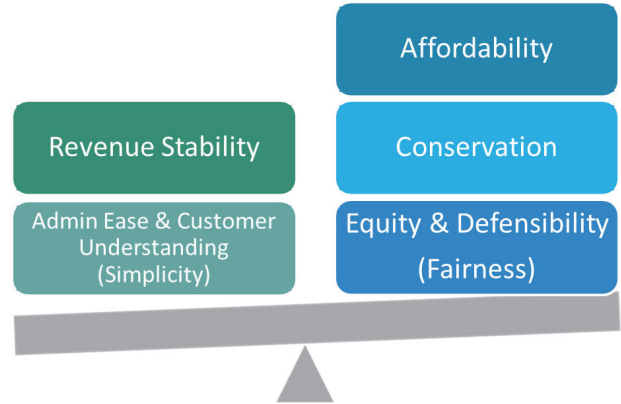 Affordability
Revenue Stability
Conservation
Admin Ease & Customer
Understanding
(Simplicity)
Equity & Defensibility
(Fairness)